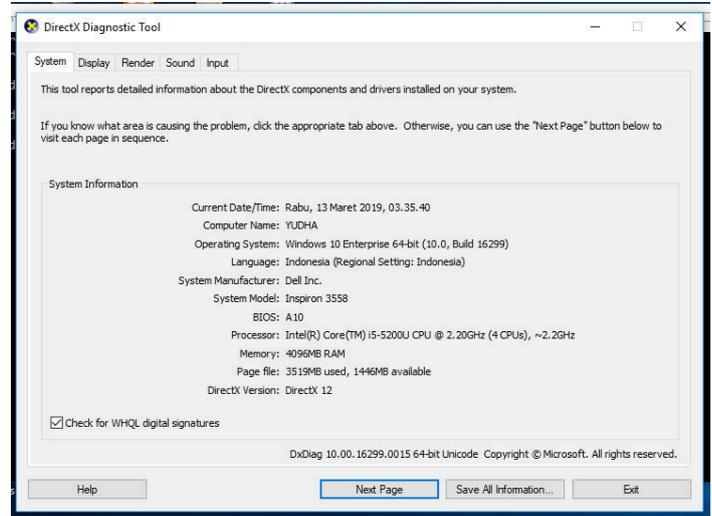 DirectX Diagnostic Tool
System Display Render Sound Input
This tool reports detailed information about the DirectX components and drivers installed on your system.
If you know what area is causing the problem, click the appropriate tab above. Otherwise, you can use the "Next Page" button below to
visit each page in sequence.
System Information
Current Date/Time: Rabu, 13 Maret 2019, 03.35.40
Computer Name: YUDHA
Operating System: Windows 10 Enterprise 64-bit (10.0, Build 16299)
Language: Indonesia (Regional Setting: Indonesia)
System Manufacturer: Dell Inc.
System Model: Inspiron 3558
BIOS: A10
Processor: Intel(R) Core(TM) i5-5200U CPU @ 2.20GHz (4 CPUs), ~2.2GHz
Memory: 4096MB RAM
Page file: 3519MB used, 1446MB available
DirectX Version: DirectX 12
Check for WHQL digital signatures
DxDiag 10.00.16299.0015 64-bit Unicode Copyright © Microsoft. All rights reserved.
Help Next Page Save All Information... Exit